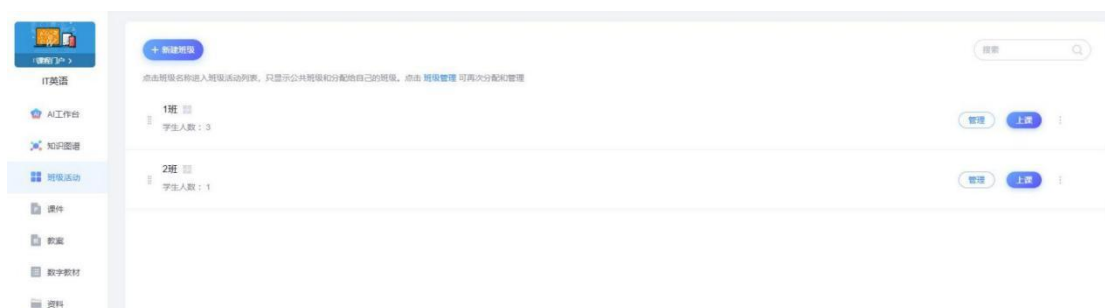 课程门户 >
IT英语
AI工作台
知识图谱
班级活动
课件
教案
数字教材
资料
+ 新建班级
搜索
点击班级名称进入班级活动列表，只显示公共班级和分配给自己的班级。点击 班级管理 可再次分配和管理
1班
学生人数：3
管理
上课
2班
学生人数：1
管理
上课